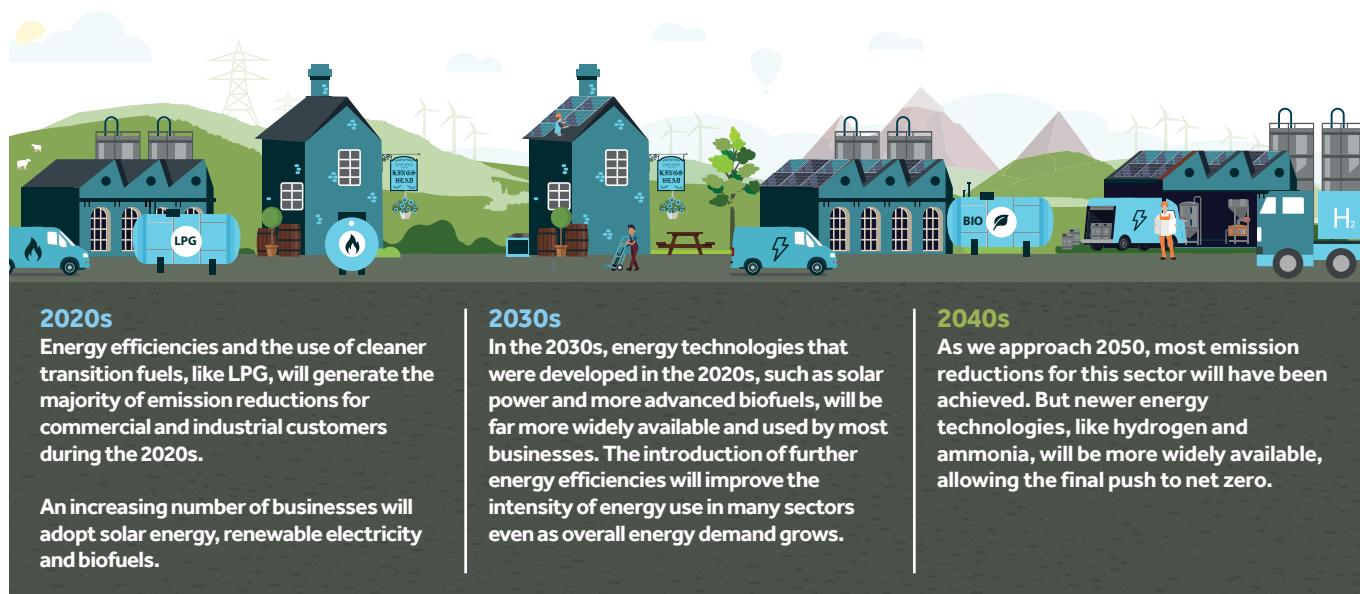 KINGS
HEAD
KINGS
HEAD
LPG
BIO
H2
2020s
Energy efficiencies and the use of cleaner
transition fuels, like LPG, will generate the
majority of emission reductions for
commercial and industrial customers
during the 2020s.
An increasing number of businesses will
adopt solar energy, renewable electricity
and biofuels.
2030s
In the 2030s, energy technologies that
were developed in the 2020s, such as solar
power and more advanced biofuels, will be
far more widely available and used by most
businesses. The introduction of further
energy efficiencies will improve the
intensity of energy use in many sectors
even as overall energy demand grows.
2040s
As we approach 2050, most emission
reductions for this sector will have been
achieved. But newer energy
technologies, like hydrogen and
ammonia, will be more widely available,
allowing the final push to net zero.